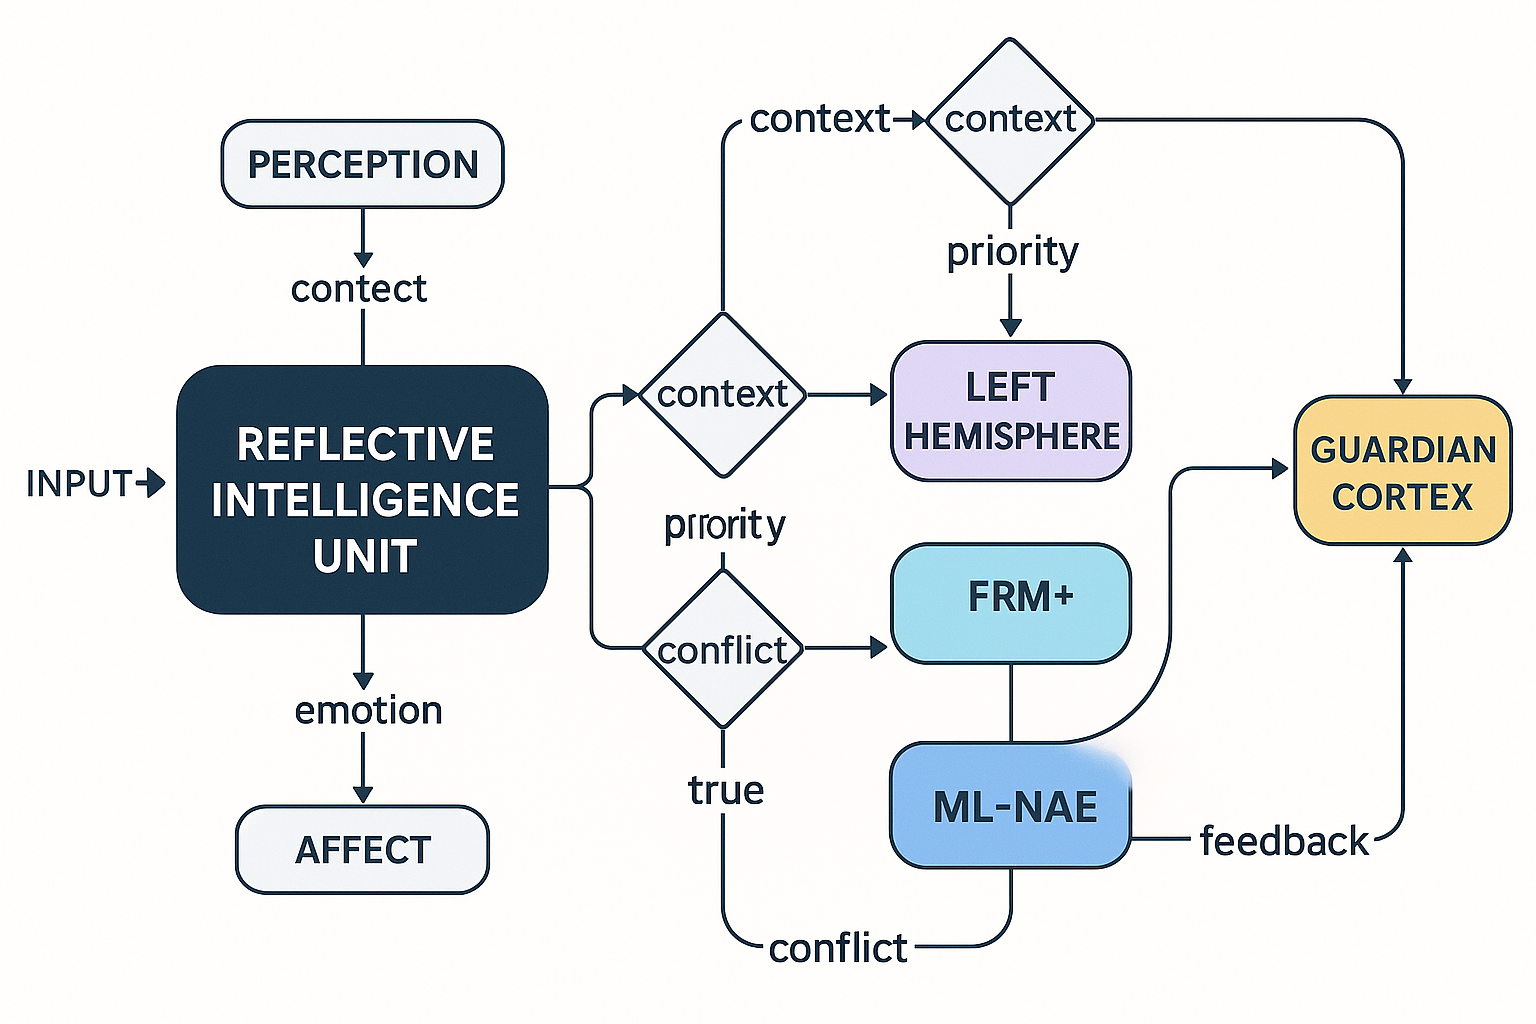 context
context
PERCEPTION
priority
contect
context
LEFT
HEMISPHERE
REFLECTIVE
INTELLIGENCE
UNIT
INPUT
GUARDIAN
CORTEX
prrority
FRM+
conflict
emotion
true
ML-NAE
feedback
AFFECT
conflict